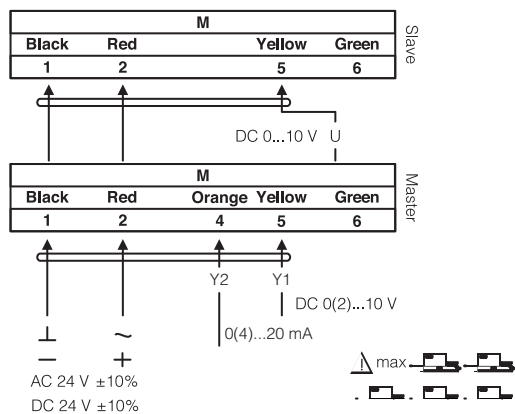 M
Black Red Yellow Green
1 2 5 6
Slave
DC 0...10 V U
M
Black Red Orange Yellow Green
1 2 4 5 6
Master
Y2 Y1
DC 0(2)...10 V
0(4)...20 mA
⊥ ~
− +
AC 24 V ±10%
DC 24 V ±10%
max.